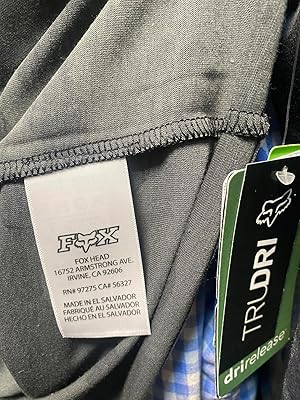 FOX
FOX HEAD
16752 ARMSTRONG AVE.
IRVINE, CA 92606
RN# 97275 CA# 56327
MADE IN EL SALVADOR
FABRIQUÉ AU SALVADOR
HECHO EN EL SALVADOR
TRUDRI
drirelease